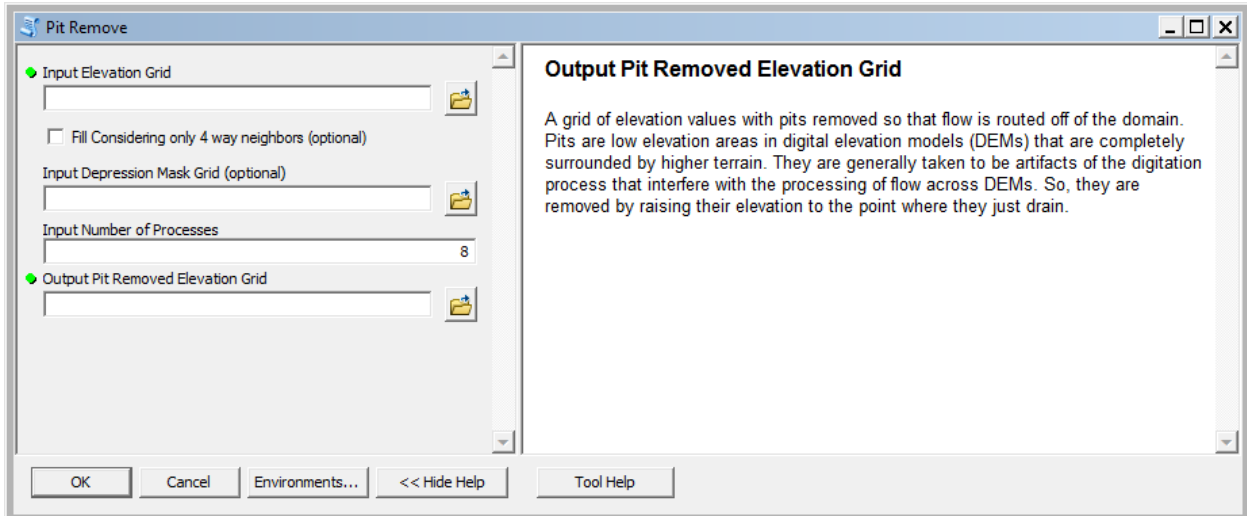 Pit Remove
Input Elevation Grid
Fill Considering only 4 way neighbors (optional)
Input Depression Mask Grid (optional)
Input Number of Processes
8
Output Pit Removed Elevation Grid
Output Pit Removed Elevation Grid
A grid of elevation values with pits removed so that flow is routed off of the domain.
Pits are low elevation areas in digital elevation models (DEMs) that are completely
surrounded by higher terrain. They are generally taken to be artifacts of the digitation
process that interfere with the processing of flow across DEMs. So, they are
removed by raising their elevation to the point where they just drain.
OK
Cancel
Environments...
<< Hide Help
Tool Help